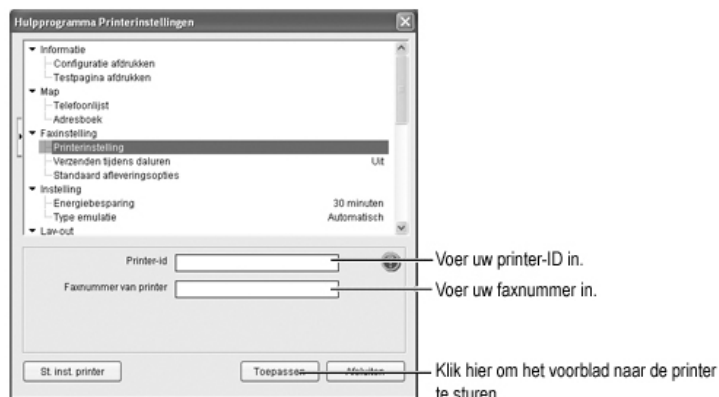 Hulpprogramma Printerinstellingen
Informatie
Configuratie afdrukken
Testpagina afdrukken
Map
Telefoonlijst
Adresboek
Faxinstelling
Printerinstelling
Verzenden tijdens daluren Uit
Standaard afleveringsopties
Instelling
Energiebesparing 30 minuten
Type emulatie Automatisch
Lay-out
Printer-id
Voer uw printer-ID in.
Faxnummer van printer
Voer uw faxnummer in.
St. inst. printer
Toepassen
Afsluiten
Klik hier om het voorblad naar de printer
te sturen